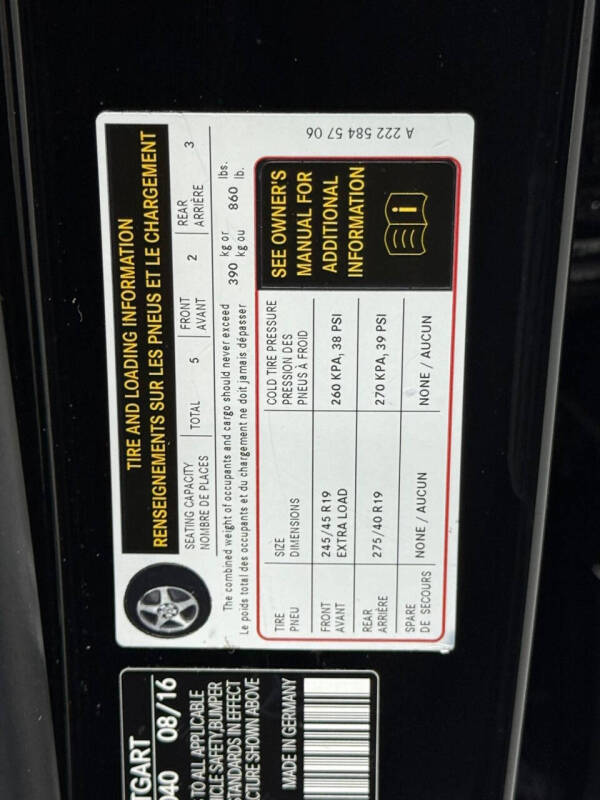 TIRE AND LOADING INFORMATION
RENSEIGNEMENTS SUR LES PNEUS ET LE CHARGEMENT
SEATING CAPACITY
NOMBRE DE PLACES
TOTAL 5
FRONT
AVANT
2
REAR
ARRIÈRE
3
The combined weight of occupants and cargo should never exceed 390 kg or 860 lbs.
Le poids total des occupants et du chargement ne doit jamais dépasser kg ou lb.
TIRE
PNEU
SIZE
DIMENSIONS
COLD TIRE PRESSURE
PRESSION DES
PNEUS À FROID
FRONT
AVANT
245/45 R19
EXTRA LOAD
260 KPA, 38 PSI
REAR
ARRIÈRE
275/40 R19
270 KPA, 39 PSI
SPARE
DE SECOURS
NONE / AUCUN
NONE / AUCUN
SEE OWNER'S
MANUAL FOR
ADDITIONAL
INFORMATION
i
A 222 584 57 06
TGART
040 08/16
TO ALL APPLICABLE
BUMPER
STANDARDS IN EFFECT
SHOWN ABOVE
MADE IN GERMANY